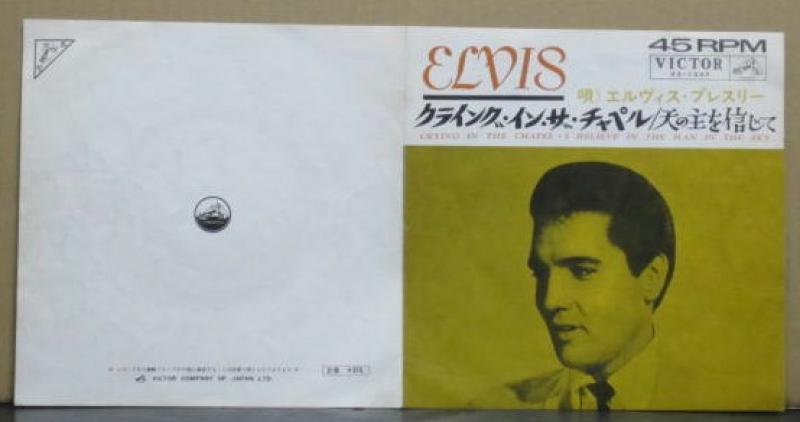 ELVIS
45 RPM
VICTOR
唄)エルヴィス・プレスリー
クライング・イン・ザ・チャペル/天の主を信じて
CRYING IN THE CHAPEL · I BELIEVE IN THE MAN IN THE SKY
VICTOR COMPANY OF JAPAN, LTD.
定価